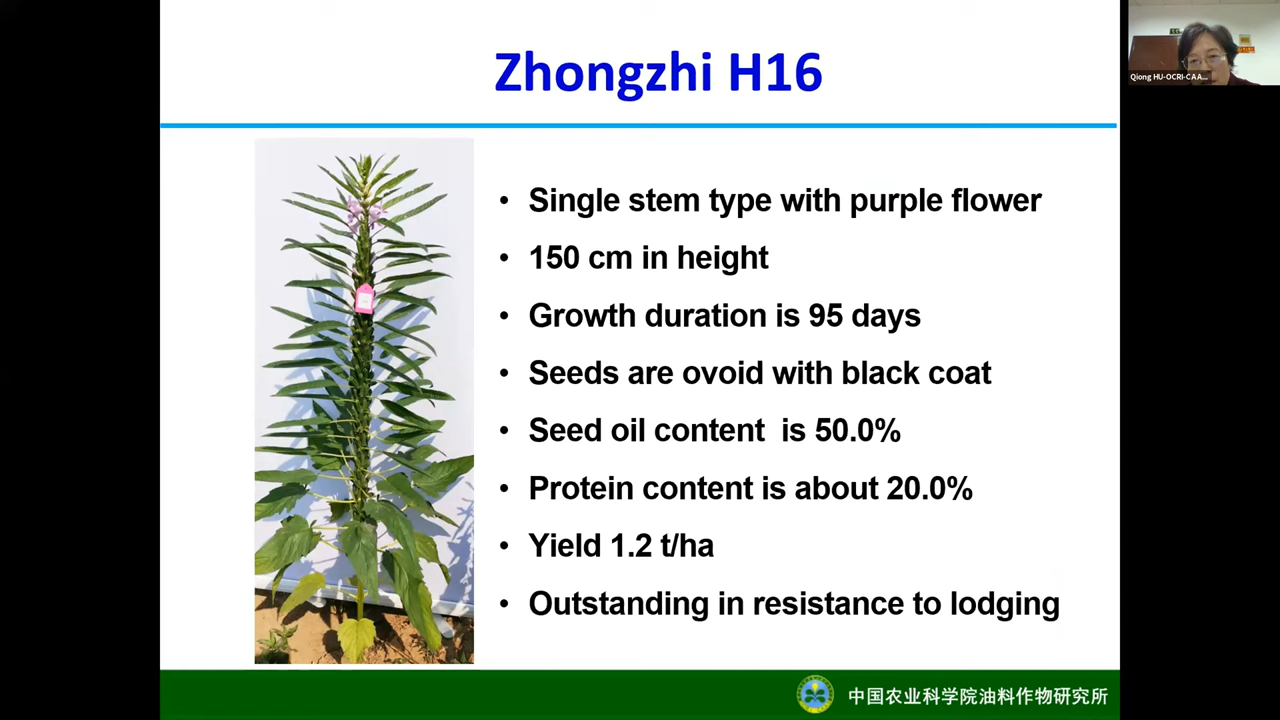 Zhongzhi H16
Qiong HU-OCRI-CAA...
• Single stem type with purple flower
• 150 cm in height
• Growth duration is 95 days
• Seeds are ovoid with black coat
• Seed oil content  is 50.0%
• Protein content is about 20.0%
• Yield 1.2 t/ha
• Outstanding in resistance to lodging
中国农业科学院油料作物研究所